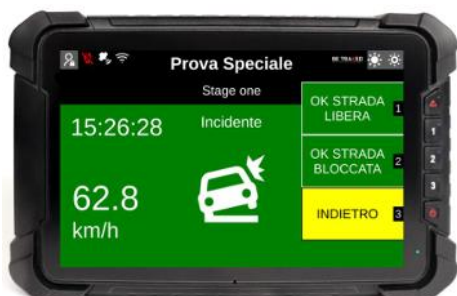 Prova Speciale
Stage one
15:26:28
Incidente
62.8
km/h
OK STRADA
LIBERA
1
OK STRADA
BLOCCATA
2
INDIETRO
3
1
2
3